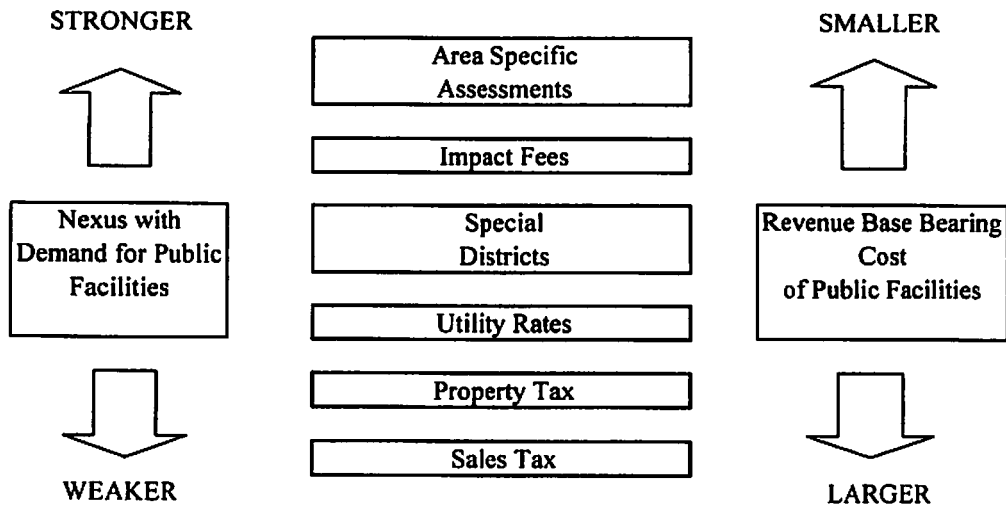 STRONGER
SMALLER
Area Specific
Assessments
Impact Fees
Nexus with
Demand for Public
Facilities
Special
Districts
Revenue Base Bearing
Cost
of Public Facilities
Utility Rates
Property Tax
Sales Tax
WEAKER
LARGER